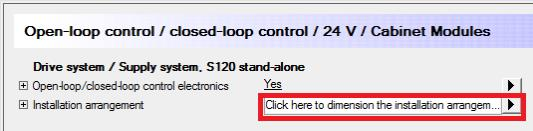 Open-loop control / closed-loop control / 24 V / Cabinet Modules
Drive system / Supply system, S120 stand-alone
Open-loop/closed-loop control electronics Yes
Installation arrangement Click here to dimension the installation arrangem...